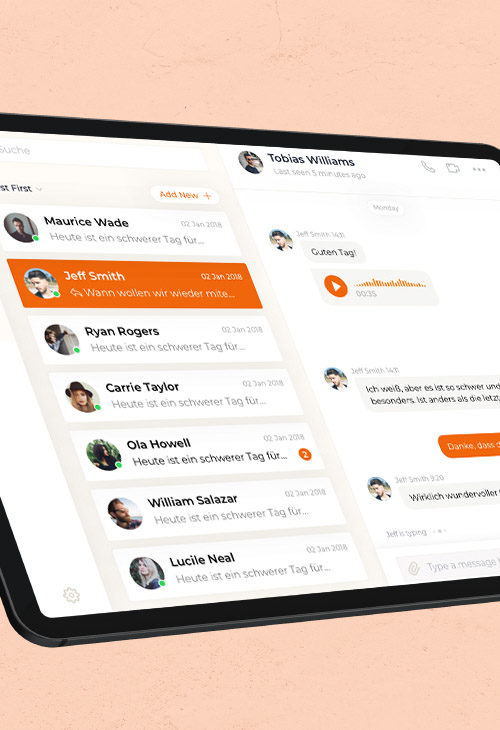 Suche
st First
Add New +
Maurice Wade
02 Jan 2018
Heute ist ein schwerer Tag für...
Jeff Smith
02 Jan 2018
Wann wollen wir wieder mite...
Ryan Rogers
02 Jan 2018
Heute ist ein schwerer Tag für...
Carrie Taylor
02 Jan 2018
Heute ist ein schwerer Tag für...
Ola Howell
02 Jan 2018
Heute ist ein schwerer Tag für...
2
William Salazar
02 Jan 2018
Heute ist ein schwerer Tag für...
Lucile Neal
02 Jan 2018
Heute ist ein schwerer Tag für...
Tobias Williams
Last seen 5 minutes ago
Monday
Jeff Smith 14:11
Guten Tag!
00:35
Jeff Smith 14:11
Ich weiß, aber es ist so schwer und
besonders. Ist anders als die letzt
Danke, dass d
Jeff Smith 9:20
Wirklich wundervoller
Jeff is typing
Type a message h